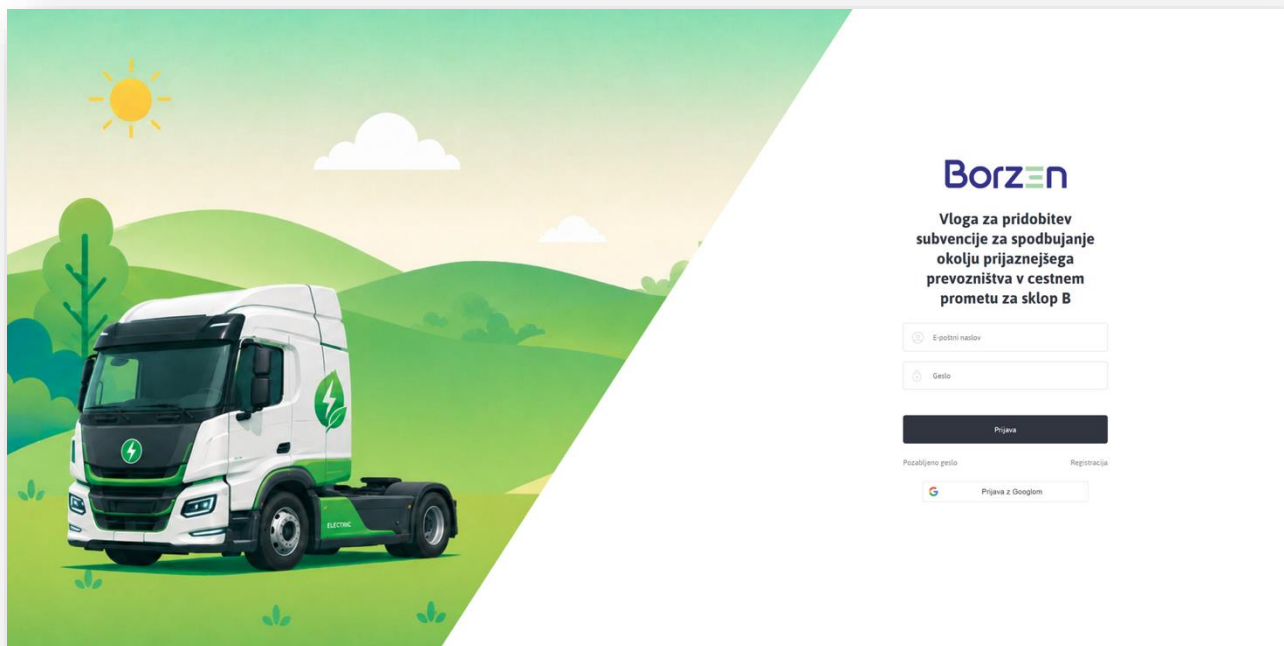 Borzen
Vloga za pridobitev
subvencije za spodbujanje
okolju prijaznejšega
prevozništva v cestnem
prometu za sklop B
E-poštni naslov
Geslo
Prijava
Pozabljeno geslo
Registracija
Prijava z Googlom
ELECTRIC